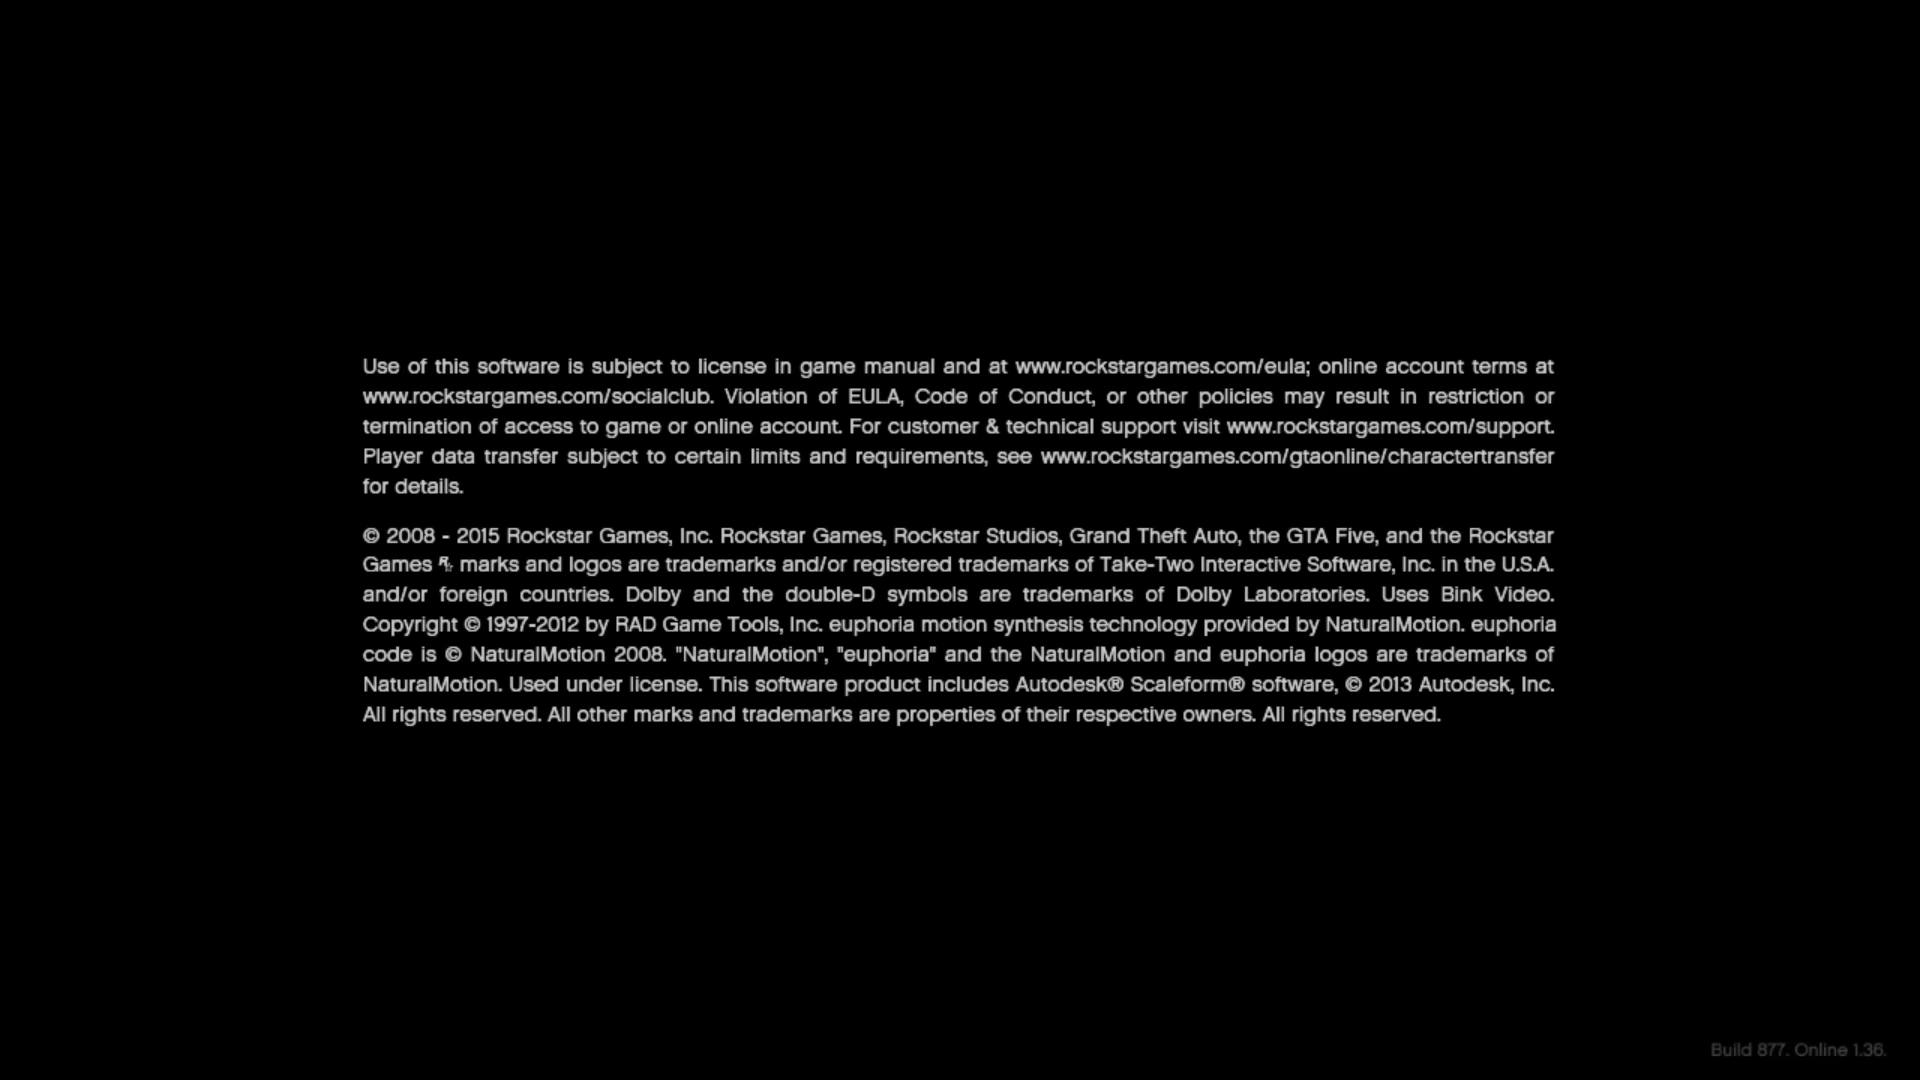 Use of this software is subject to license in game manual and at www.rockstargames.com/eula; online account terms at
www.rockstargames.com/socialclub. Violation of EULA, Code of Conduct, or other policies may result in restriction or
termination of access to game or online account. For customer & technical support visit www.rockstargames.com/support.
Player data transfer subject to certain limits and requirements, see www.rockstargames.com/gtaonline/charactertransfer
for details.
© 2008 - 2015 Rockstar Games, Inc. Rockstar Games, Rockstar Studios, Grand Theft Auto, the GTA Five, and the Rockstar
Games R* marks and logos are trademarks and/or registered trademarks of Take-Two Interactive Software, Inc. in the U.S.A.
and/or foreign countries. Dolby and the double-D symbols are trademarks of Dolby Laboratories. Uses Bink Video.
Copyright © 1997-2012 by RAD Game Tools, Inc. euphoria motion synthesis technology provided by NaturalMotion. euphoria
code is © NaturalMotion 2008. "NaturalMotion", "euphoria" and the NaturalMotion and euphoria logos are trademarks of
NaturalMotion. Used under license. This software product includes Autodesk® Scaleform® software, © 2013 Autodesk, Inc.
All rights reserved. All other marks and trademarks are properties of their respective owners. All rights reserved.
Build 877. Online 1.36.